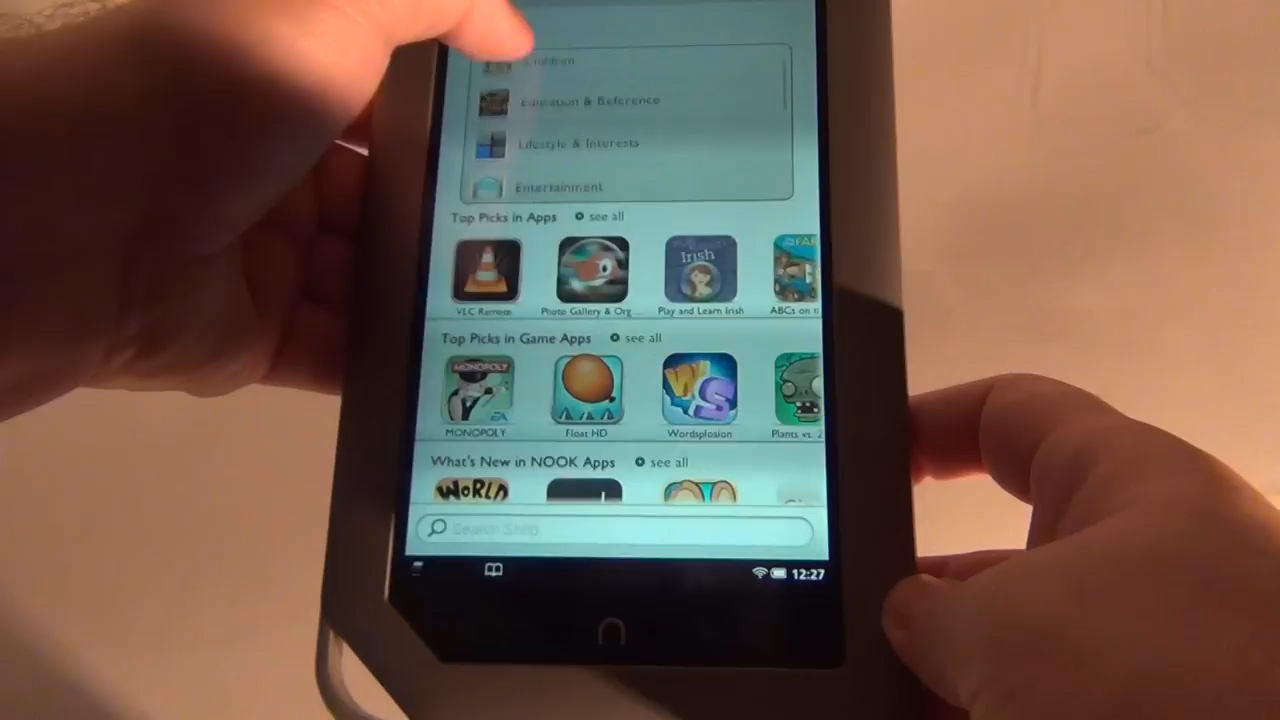 Children
Education & Reference
Lifestyle & Interests
Entertainment
Top Picks in Apps see all
Irish
FAR
VLC Remote Photo Gallery & Org... Play and Learn Irish ABCs on t
Top Picks in Game Apps see all
MONOPOLY
EA
WS
MONOPOLY Float HD Wordsplosion Plants vs. Z
What's New in NOOK Apps see all
WORLD
Search Shop
12:27